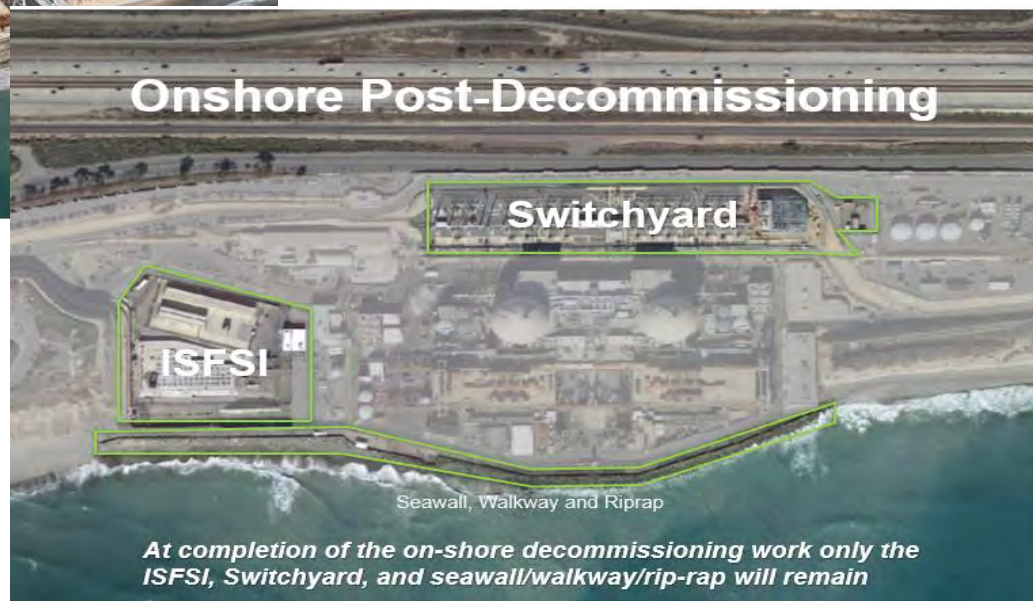 Onshore Post-Decommissioning
Switchyard
ISFSI
Seawall, Walkway and Riprap
At completion of the on-shore decommissioning work only the
ISFSI, Switchyard, and seawall/walkway/rip-rap will remain